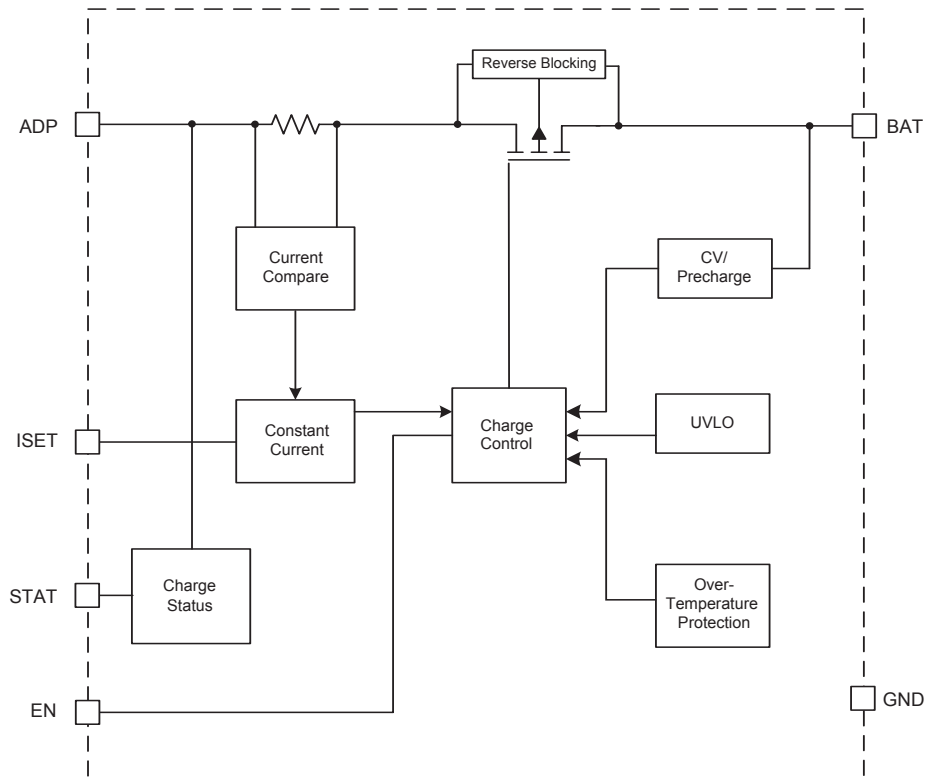 Reverse Blocking
ADP
BAT
Current
Compare
CV/
Precharge
ISET
Constant
Current
Charge
Control
UVLO
STAT
Charge
Status
Over-
Temperature
Protection
EN
GND